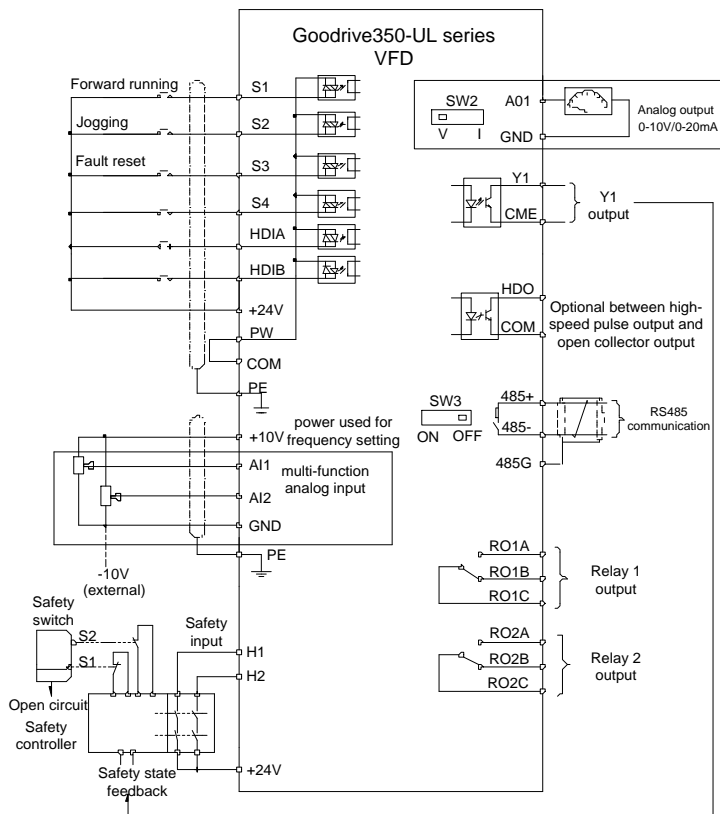 Goodrive350-UL series
VFD
Forward running
S1
Jogging
S2
Fault reset
S3
S4
HDIA
HDIB
+24V
PW
COM
PE
SW2
V I
A01
GND
Analog output
0-10V/0-20mA
Y1
CME
Y1
output
HDO
COM
Optional between high-
speed pulse output and
open collector output
SW3
ON OFF
485+
485-
485G
RS485
communication
power used for
frequency setting
+10V
AI1
multi-function
analog input
AI2
GND
PE
-10V
(external)
RO1A
RO1B
RO1C
Relay 1
output
RO2A
RO2B
RO2C
Relay 2
output
Safety
switch
S2
S1
Open circuit
Safety
controller
Safety
input
H1
H2
+24V
Safety state
feedback